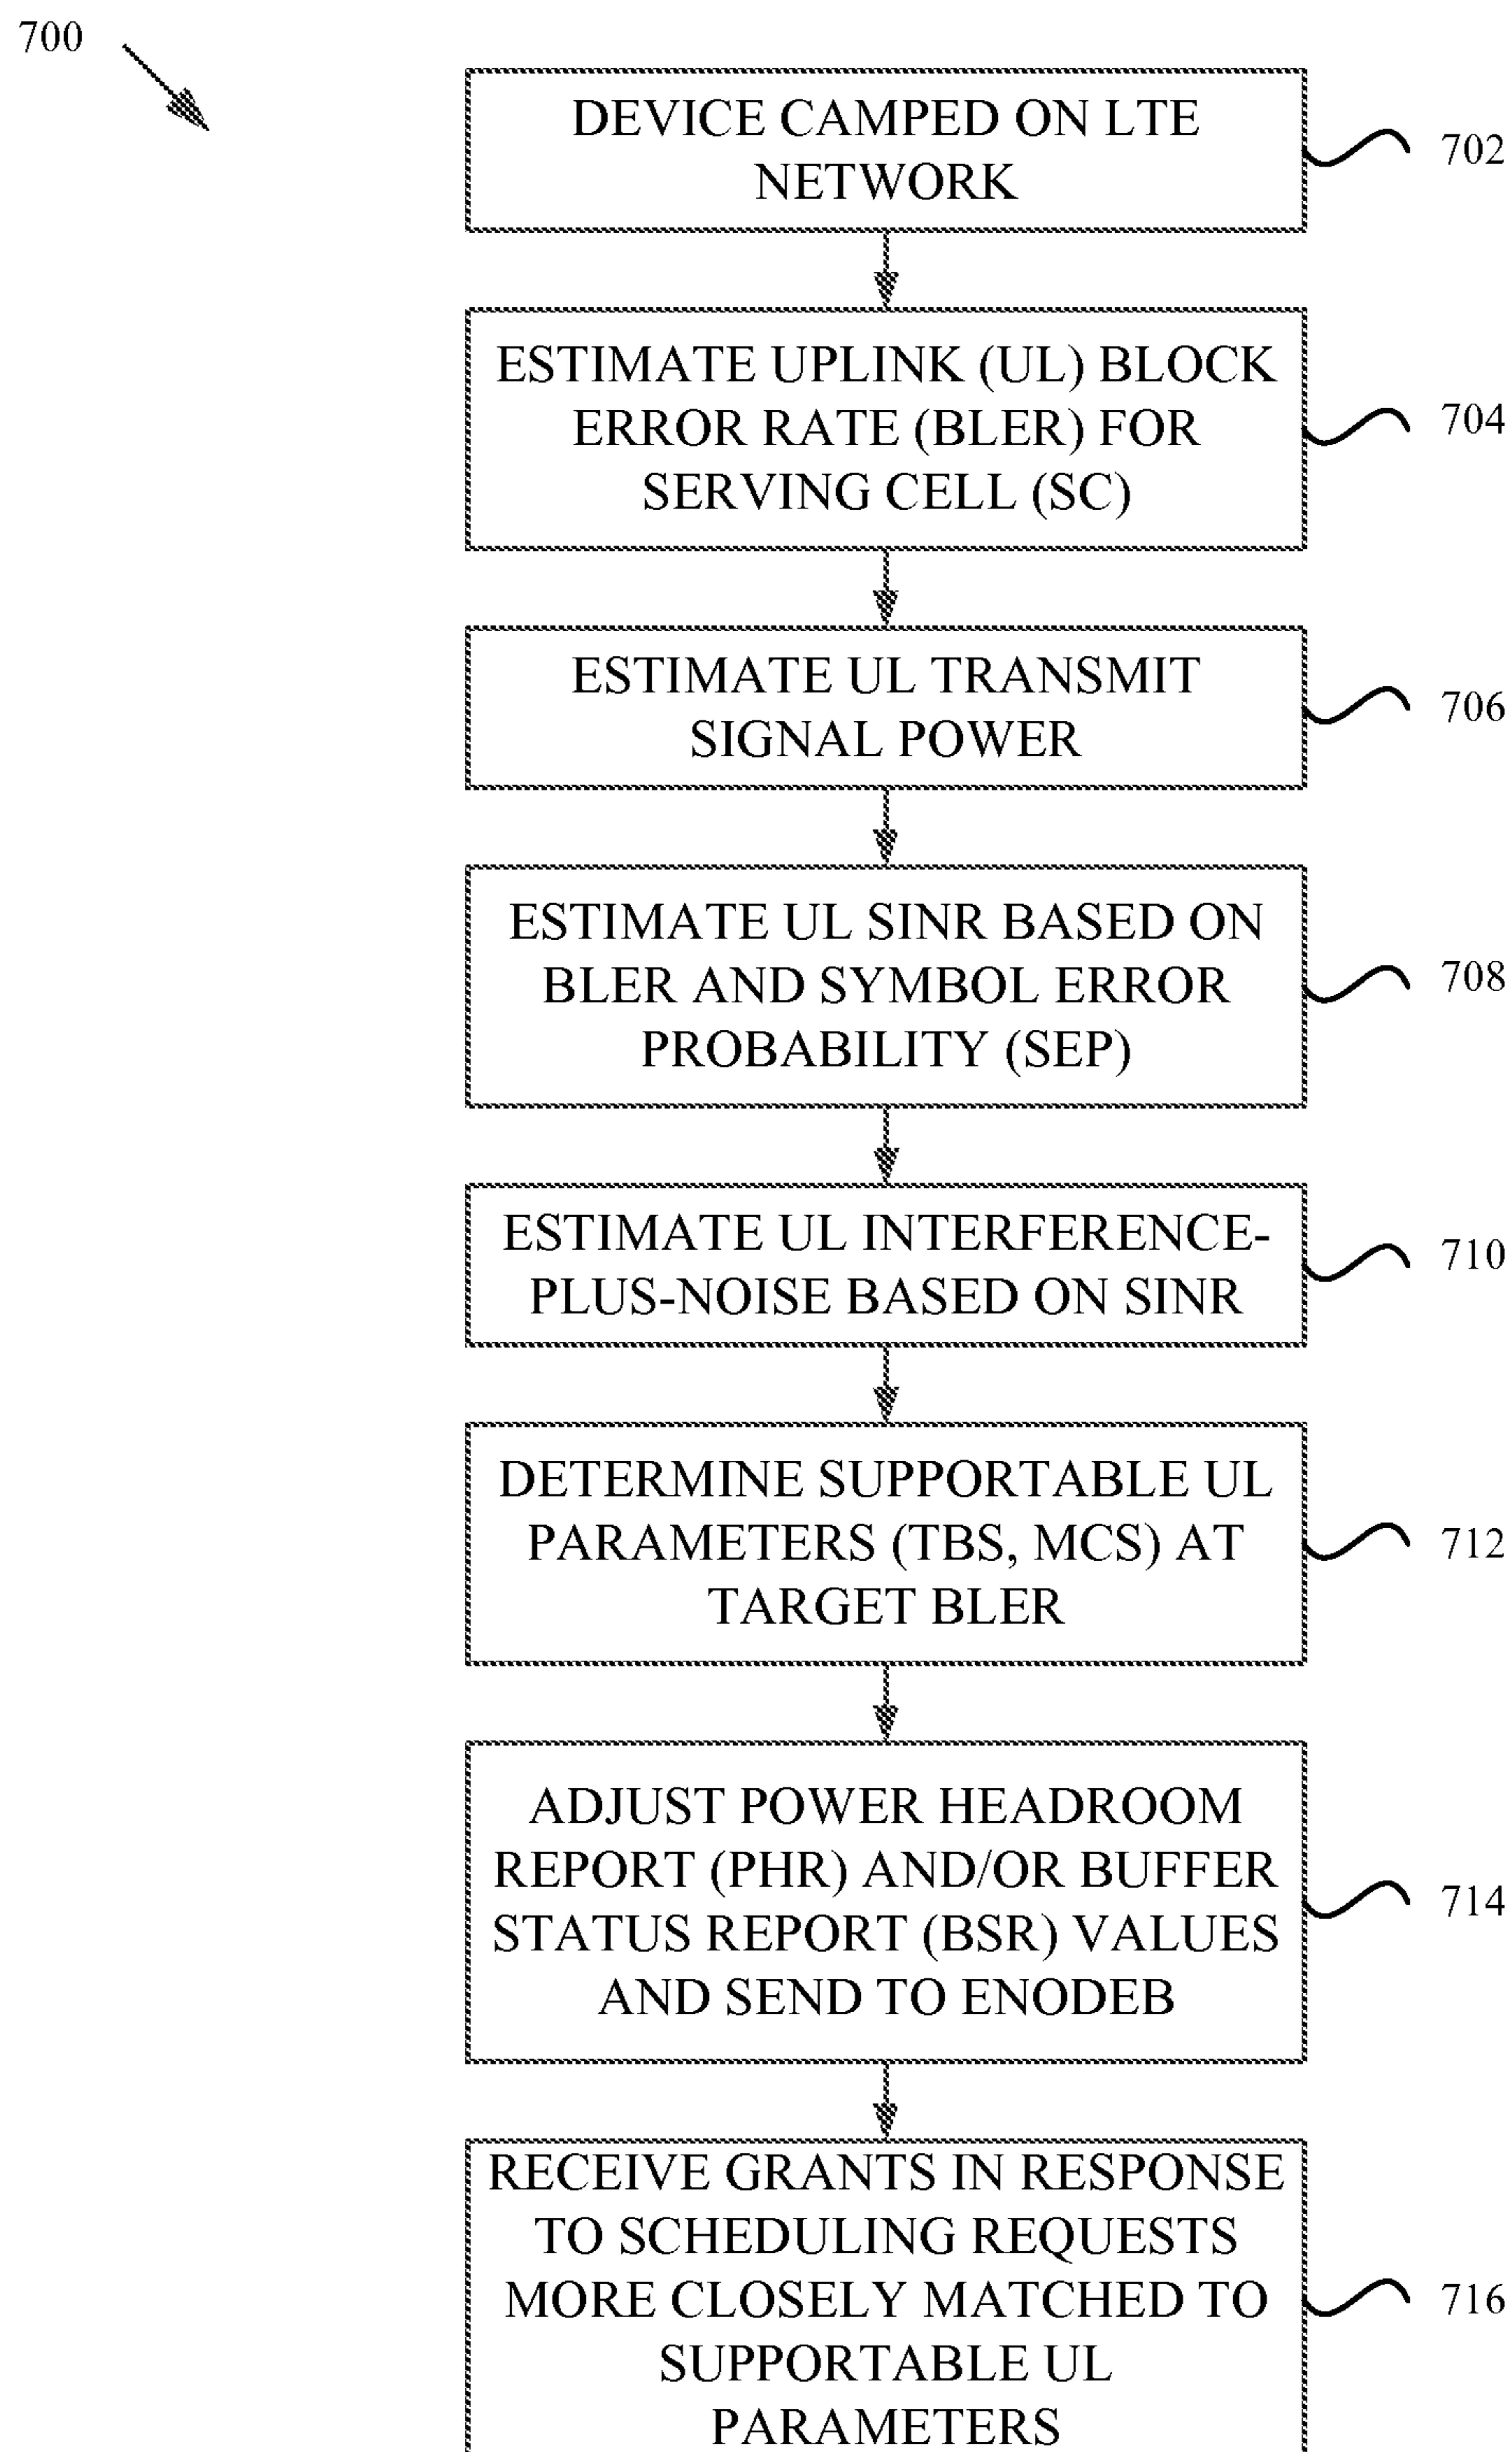 700
DEVICE CAMPED ON LTE
NETWORK
702
ESTIMATE UPLINK (UL) BLOCK
ERROR RATE (BLER) FOR
SERVING CELL (SC)
704
ESTIMATE UL TRANSMIT
SIGNAL POWER
706
ESTIMATE UL SINR BASED ON
BLER AND SYMBOL ERROR
PROBABILITY (SEP)
708
ESTIMATE UL INTERFERENCE-
PLUS-NOISE BASED ON SINR
710
DETERMINE SUPPORTABLE UL
PARAMETERS (TBS, MCS) AT
TARGET BLER
712
ADJUST POWER HEADROOM
REPORT (PHR) AND/OR BUFFER
STATUS REPORT (BSR) VALUES
AND SEND TO ENODEB
714
RECEIVE GRANTS IN RESPONSE
TO SCHEDULING REQUESTS
MORE CLOSELY MATCHED TO
SUPPORTABLE UL
PARAMETERS
716